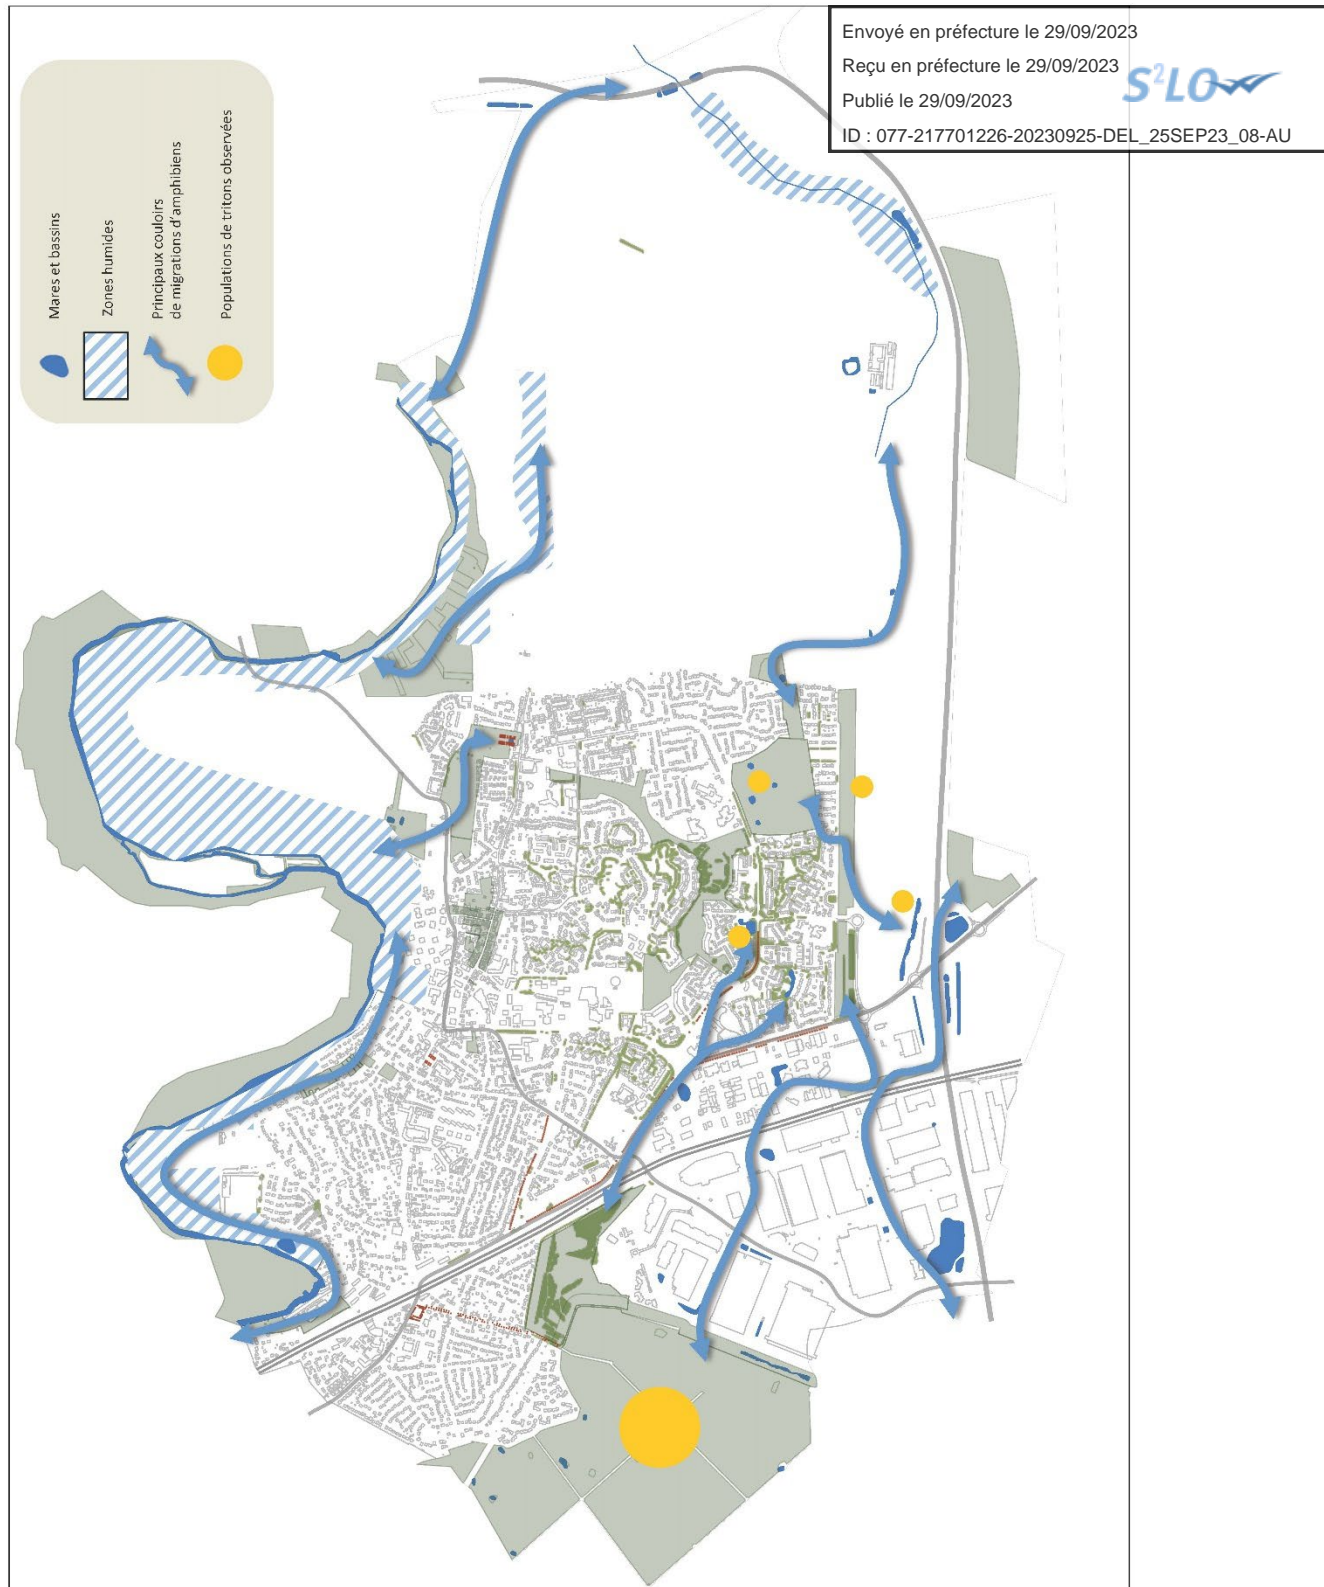 Envoyé en préfecture le 29/09/2023
Reçu en préfecture le 29/09/2023
Publié le 29/09/2023
S²LO
ID : 077-217701226-20230925-DEL_25SEP23_08-AU
Mares et bassins
Zones humides
Principaux couloirs
de migrations d'amphibiens
Populations de tritons observées